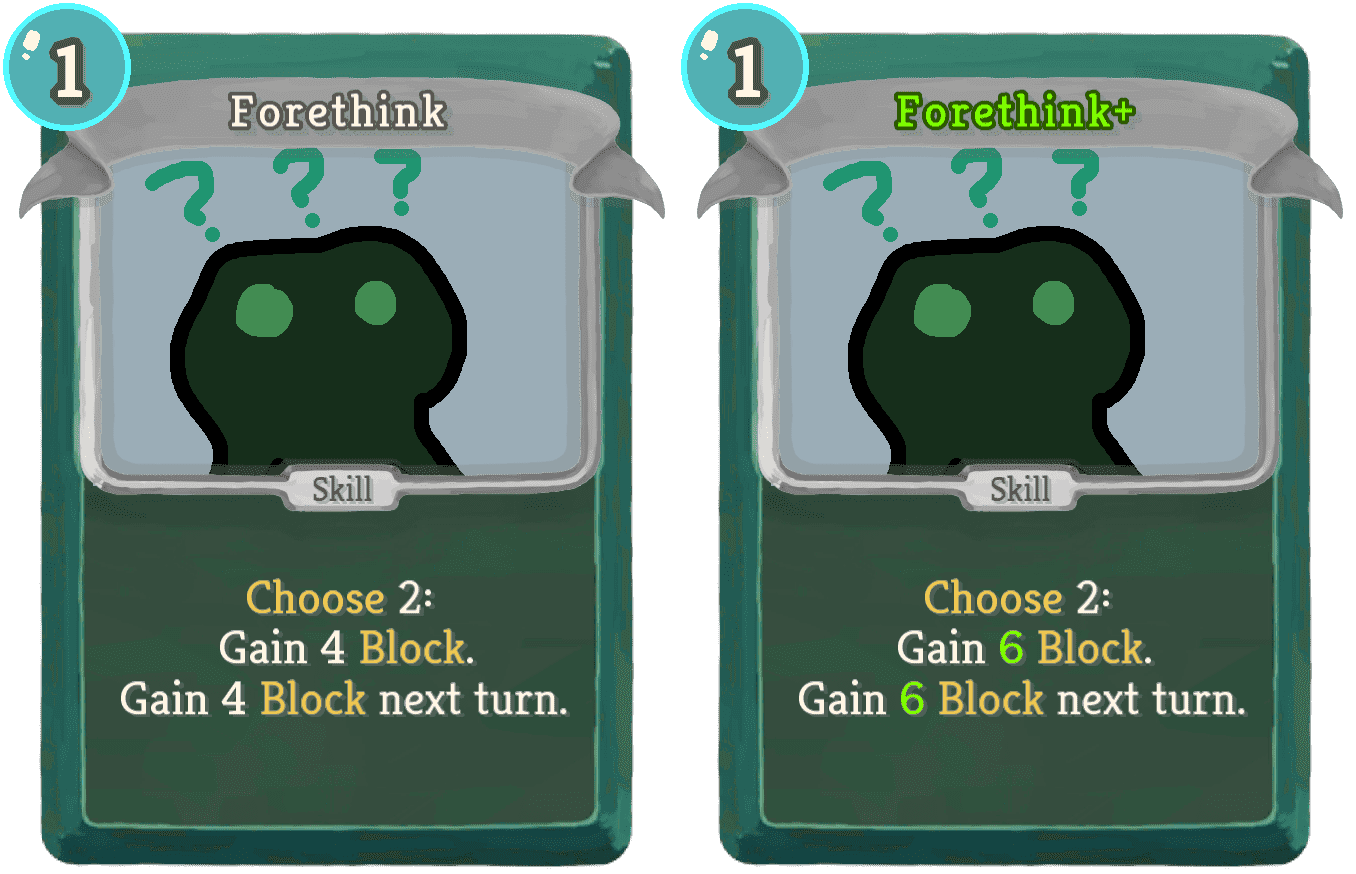 1
Forethink
? ? ?
Skill
Choose 2:
Gain 4 Block.
Gain 4 Block next turn.
1
Forethink+
? ? ?
Skill
Choose 2:
Gain 6 Block.
Gain 6 Block next turn.